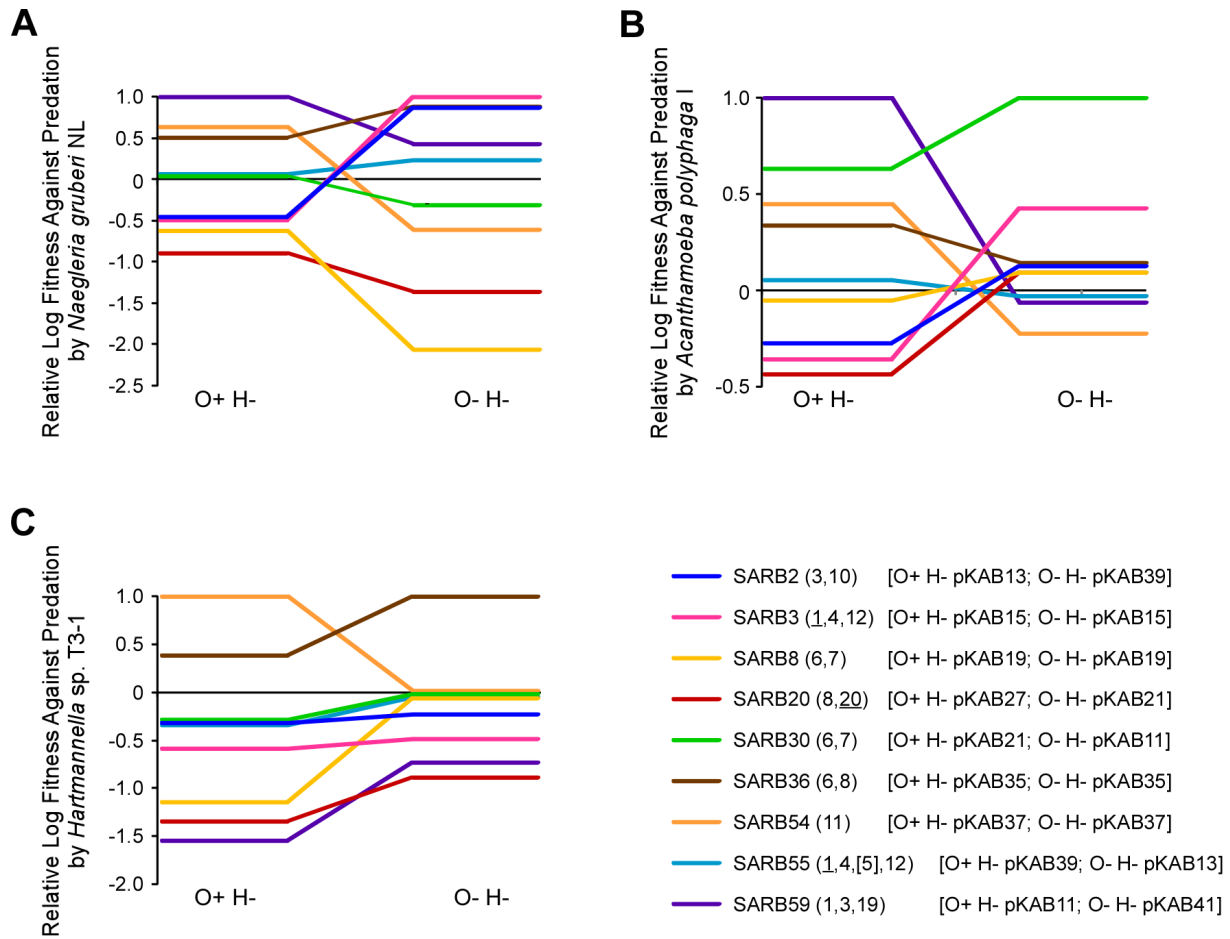 A
Relative Log Fitness Against Predation
by Naegleria gruberi NL
1.0
0.5
0
-0.5
-1.0
-1.5
-2.0
-2.5
O+ H-
O- H-
B
Relative Log Fitness Against Predation
by Acanthamoeba polyphaga I
1.0
0.5
0
-0.5
O+ H-
O- H-
C
Relative Log Fitness Against Predation
by Hartmannella sp. T3-1
1.0
0.5
0
-0.5
-1.0
-1.5
-2.0
O+ H-
O- H-
SARB2 (3,10) [O+ H- pKAB13; O- H- pKAB39]
SARB3 (1,4,12) [O+ H- pKAB15; O- H- pKAB15]
SARB8 (6,7) [O+ H- pKAB19; O- H- pKAB19]
SARB20 (8,20) [O+ H- pKAB27; O- H- pKAB21]
SARB30 (6,7) [O+ H- pKAB21; O- H- pKAB11]
SARB36 (6,8) [O+ H- pKAB35; O- H- pKAB35]
SARB54 (11) [O+ H- pKAB37; O- H- pKAB37]
SARB55 (1,4,[5],12) [O+ H- pKAB39; O- H- pKAB13]
SARB59 (1,3,19) [O+ H- pKAB11; O- H- pKAB41]